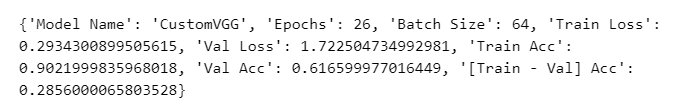 {'Model Name': 'CustomVGG', 'Epochs': 26, 'Batch Size': 64, 'Train Loss':
0.2934300899505615, 'Val Loss': 1.722504734992981, 'Train Acc':
0.9021999835968018, 'Val Acc': 0.616599977016449, '[Train - Val] Acc':
0.2856000065803528}